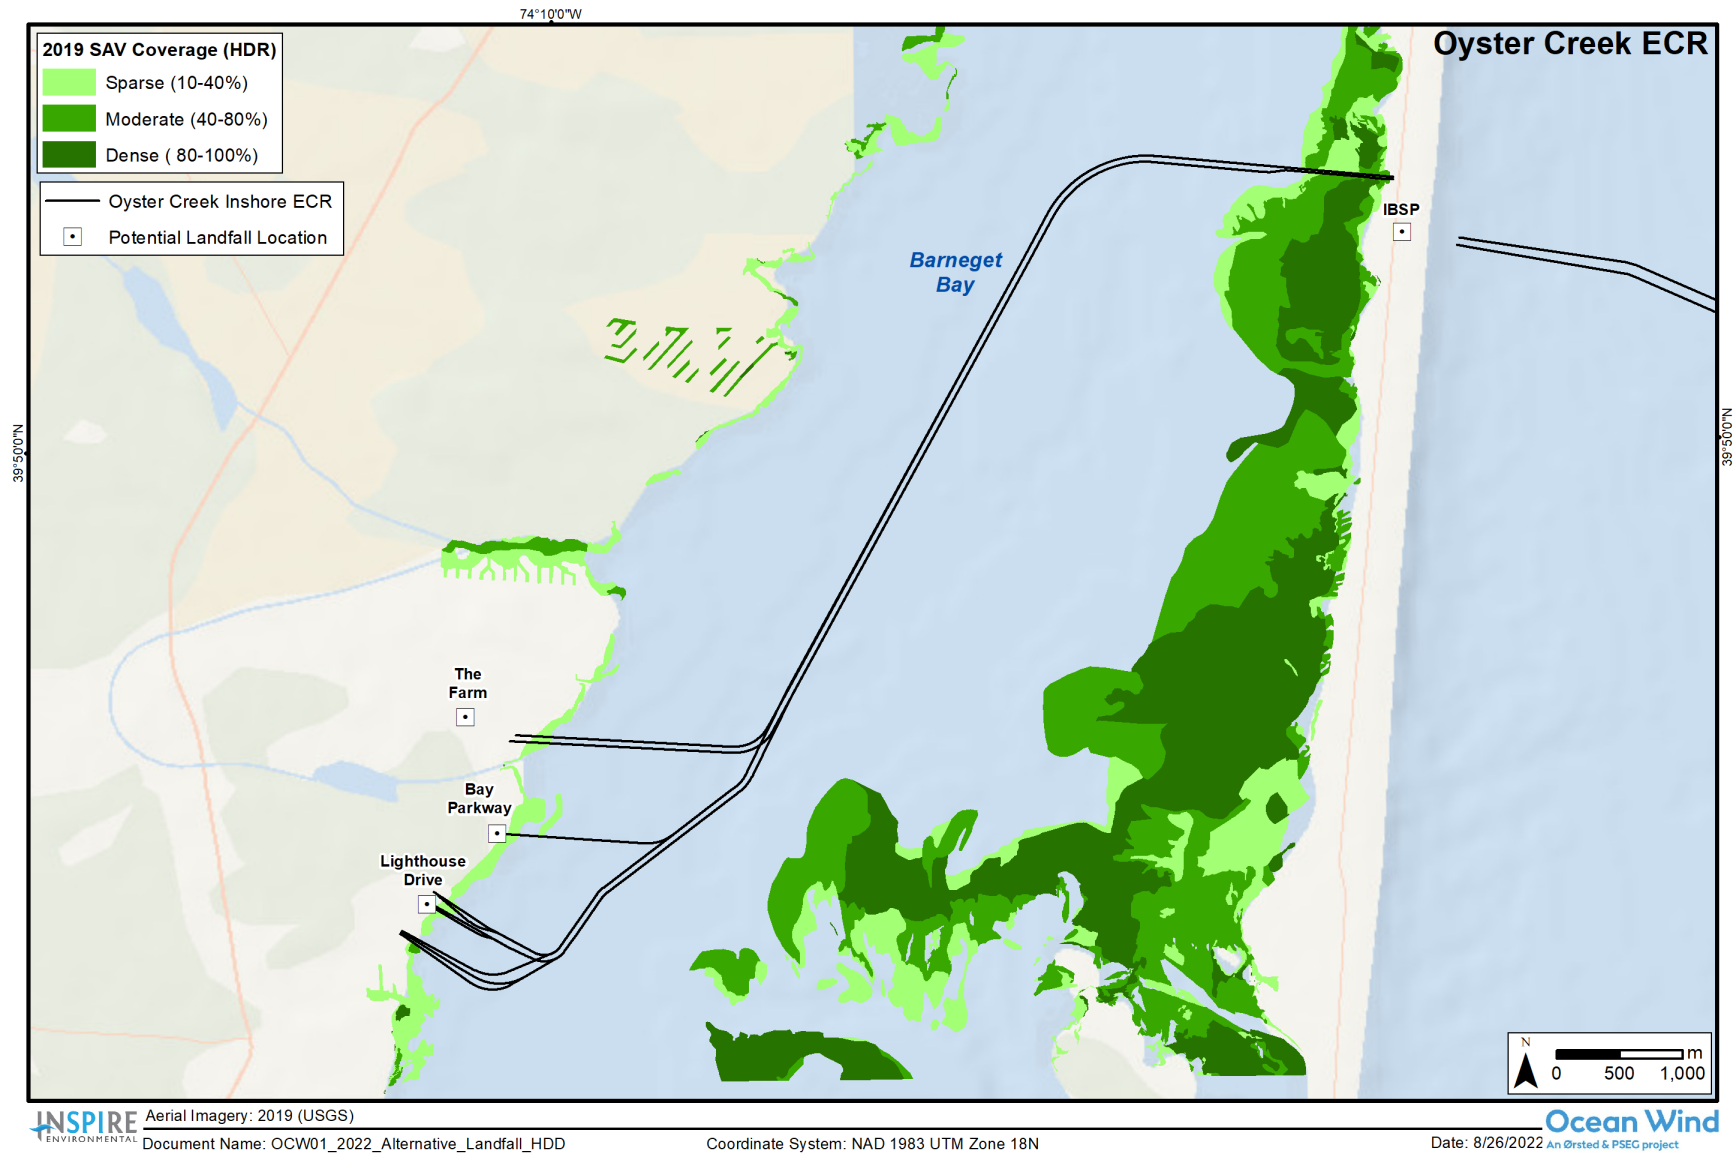 74°10'0"W
Oyster Creek ECR
2019 SAV Coverage (HDR)
Sparse (10-40%)
Moderate (40-80%)
Dense ( 80-100%)
Oyster Creek Inshore ECR
Potential Landfall Location
IBSP
Barneget
Bay
39°50'0"N
39°50'0"N
The
Farm
Bay
Parkway
Lighthouse
Drive
N
m
0 500 1,000
INSPIRE
ENVIRONMENTAL
Aerial Imagery: 2019 (USGS)
Document Name: OCW01_2022_Alternative_Landfall_HDD
Coordinate System: NAD 1983 UTM Zone 18N
Date: 8/26/2022
Ocean Wind
An Ørsted & PSEG project